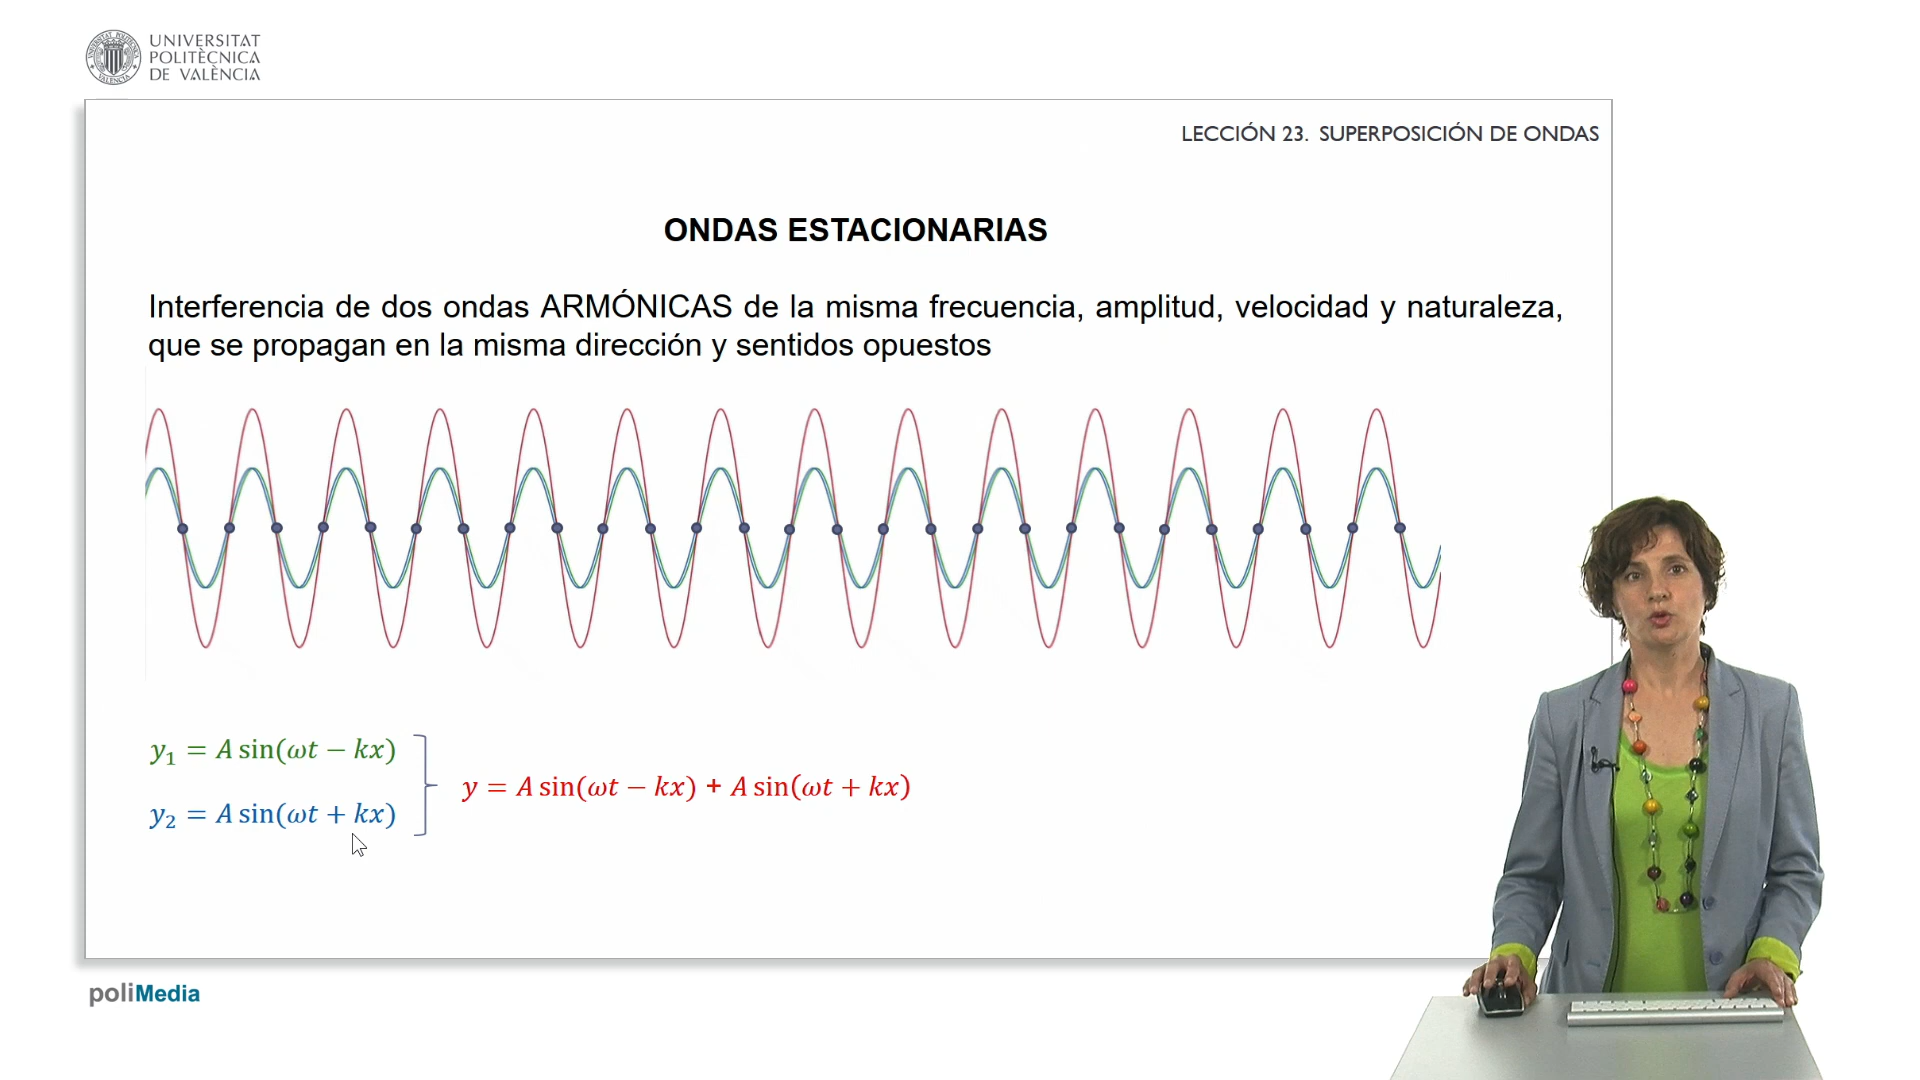 UNIVERSITAT
POLITÈCNICA
DE VALÈNCIA
LECCIÓN 23. SUPERPOSICIÓN DE ONDAS
ONDAS ESTACIONARIAS
Interferencia de dos ondas ARMÓNICAS de la misma frecuencia, amplitud, velocidad y naturaleza,
que se propagan en la misma dirección y sentidos opuestos
y₁ = A sin(ωt − kx)
y = A sin(ωt − kx) + A sin(ωt + kx)
y₂ = A sin(ωt + kx)
poliMedia